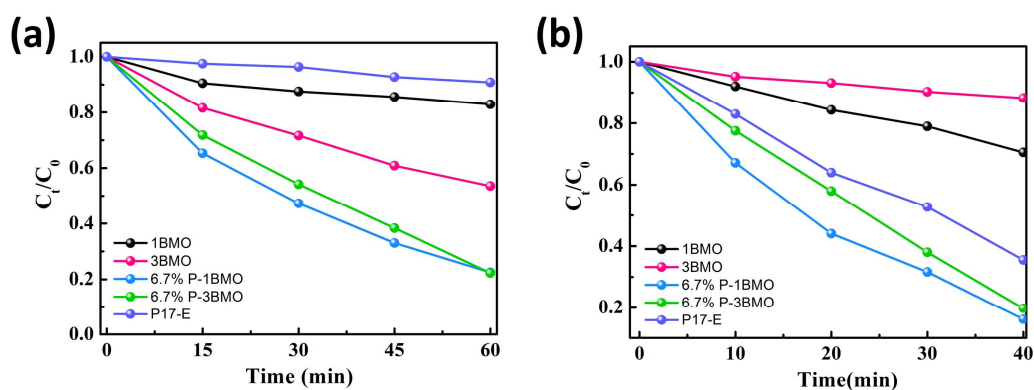 (a)
1.0
0.8
0.6
0.4
0.2
0.0
Ct/C0
1BMO
3BMO
6.7% P-1BMO
6.7% P-3BMO
P17-E
0 15 30 45 60
Time (min)
(b)
1.0
0.8
0.6
0.4
0.2
Ct/C0
1BMO
3BMO
6.7% P-1BMO
6.7% P-3BMO
P17-E
0 10 20 30 40
Time(min)